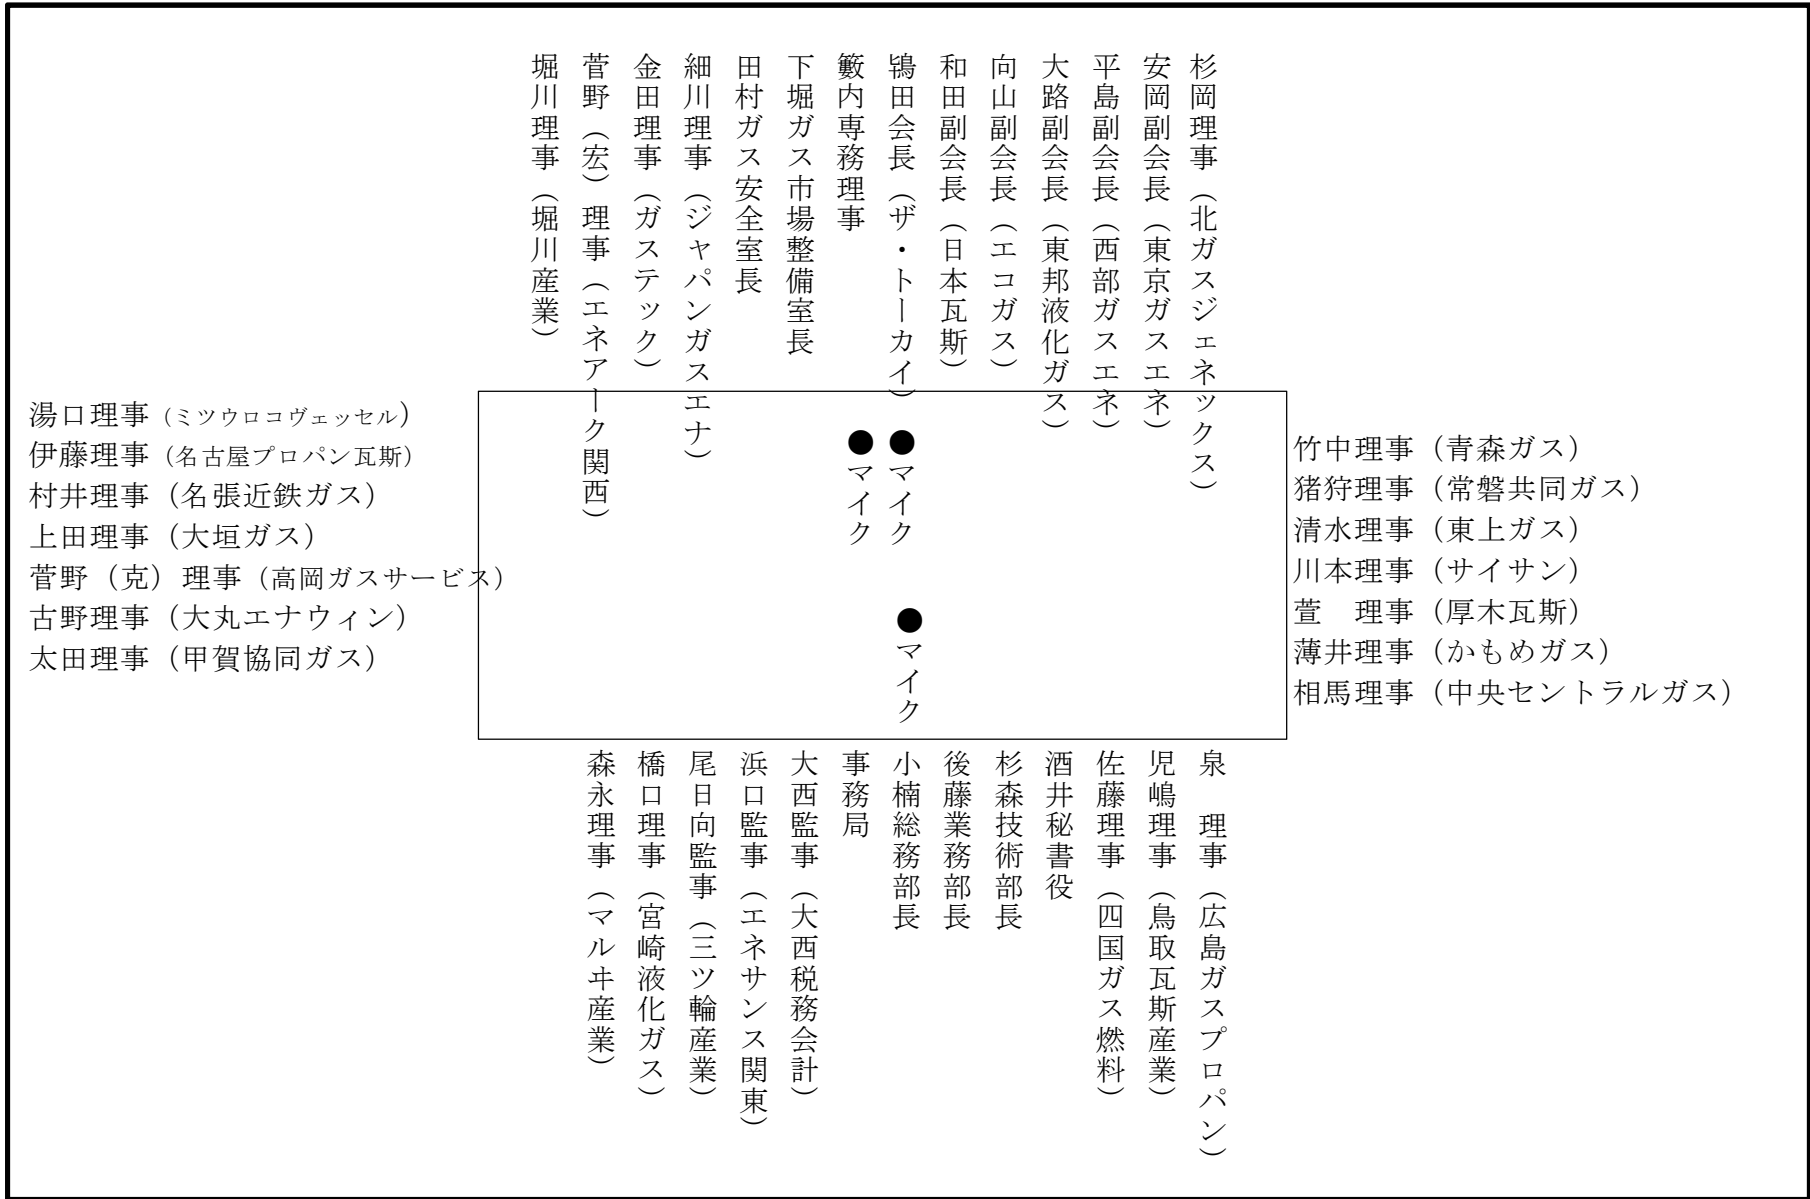 杉岡理事（北ガスジェネックス）
安岡副会長（東京ガスエネ）
平島副会長（西部ガスエネ）
大路副会長（東邦液化ガス）
向山副会長（エコガス）
和田副会長（日本瓦斯）
鴇田会長（ザ・トーカイ）
籔内専務理事
下堀ガス市場整備室長
田村ガス安全室長
細川理事（ジャパンガスエナ）
金田理事（ガステック）
菅野（宏）理事（エネアーク関西）
堀川理事（堀川産業）
湯口理事（ミツウロコヴェッセル）
伊藤理事（名古屋プロパン瓦斯）
村井理事（名張近鉄ガス）
上田理事（大垣ガス）
菅野（克）理事（高岡ガスサービス）
古野理事（大丸エナウィン）
太田理事（甲賀協同ガス）
●マイク
●マイク
●マイク
竹中理事（青森ガス）
猪狩理事（常磐共同ガス）
清水理事（東上ガス）
川本理事（サイサン）
萱　理事（厚木瓦斯）
薄井理事（かもめガス）
相馬理事（中央セントラルガス）
泉　理事（広島ガスプロパン）
児嶋理事（鳥取瓦斯産業）
佐藤理事（四国ガス燃料）
酒井秘書役
杉森技術部長
後藤業務部長
小楠総務部長
事務局
大西監事（大西税務会計）
浜口監事（エネサンス関東）
尾日向監事（三ツ輪産業）
橋口理事（宮崎液化ガス）
森永理事（マルヰ産業）